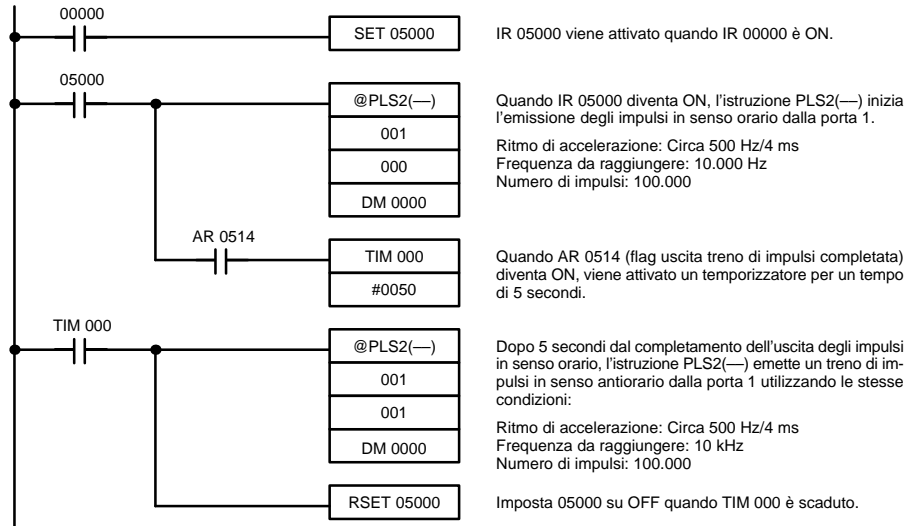 00000
SET 05000
IR 05000 viene attivato quando IR 00000 è ON.
05000
@PLS2(—)
001
000
DM 0000
Quando IR 05000 diventa ON, l'istruzione PLS2(––) inizia
l'emissione degli impulsi in senso orario dalla porta 1.
Ritmo di accelerazione: Circa 500 Hz/4 ms
Frequenza da raggiungere: 10.000 Hz
Numero di impulsi: 100.000
AR 0514
TIM 000
#0050
Quando AR 0514 (flag uscita treno di impulsi completata)
diventa ON, viene attivato un temporizzatore per un tempo
di 5 secondi.
TIM 000
@PLS2(—)
001
001
DM 0000
Dopo 5 secondi dal completamento dell'uscita degli impulsi
in senso orario, l'istruzione PLS2(––) emette un treno di im-
pulsi in senso antiorario dalla porta 1 utilizzando le stesse
condizioni:
Ritmo di accelerazione: Circa 500 Hz/4 ms
Frequenza da raggiungere: 10 kHz
Numero di impulsi: 100.000
RSET 05000
Imposta 05000 su OFF quando TIM 000 è scaduto.